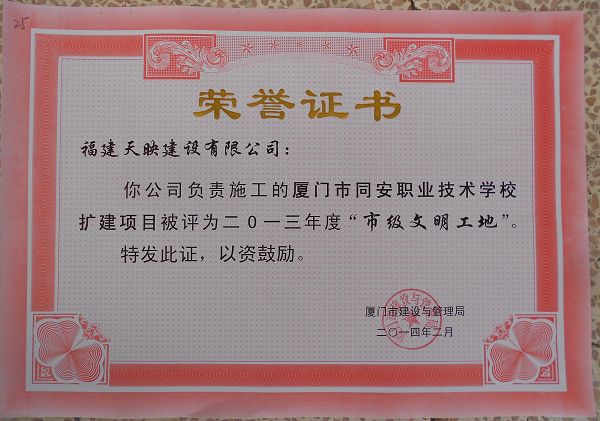 25
荣誉证书
福建天映建设有限公司：
你公司负责施工的厦门市同安职业技术学校
扩建项目被评为二0一三年度“市级文明工地”。
特发此证，以资鼓励。
厦门市建设与管理局
二〇一四年二月